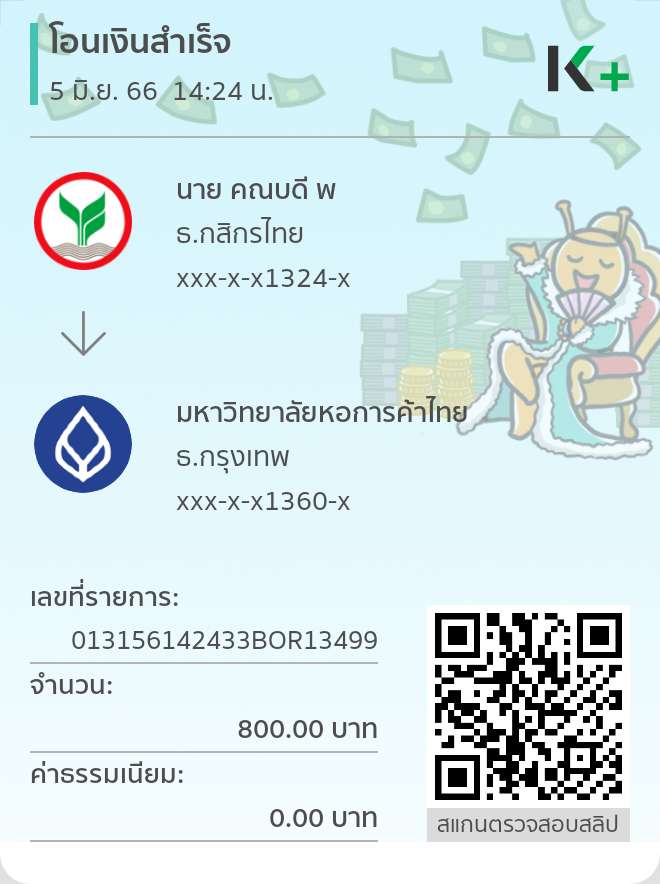 โอนเงินสำเร็จ
5 มิ.ย. 66 14:24 น.
K+
นาย คณบดี พ
ธ.กสิกรไทย
xxx-x-x1324-x
มหาวิทยาลัยหอการค้าไทย
ธ.กรุงเทพ
xxx-x-x1360-x
เลขที่รายการ:
013156142433BOR13499
จำนวน:
800.00 บาท
ค่าธรรมเนียม:
0.00 บาท
สแกนตรวจสอบสลิป